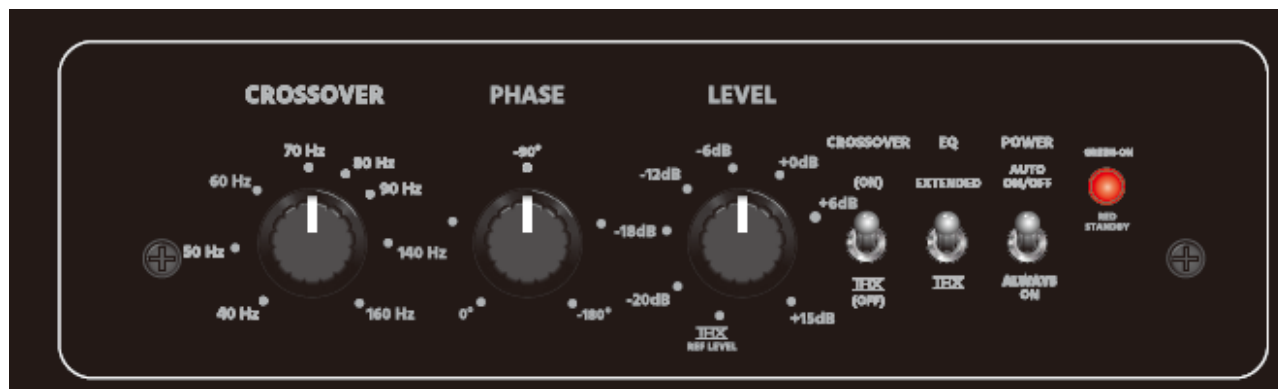 CROSSOVER PHASE LEVEL
70 Hz
80 Hz
60 Hz
90 Hz
50 Hz
140 Hz
40 Hz
160 Hz
-90°
0°
-180°
-6dB
+0dB
-12dB
+6dB
-18dB
-20dB
+15dB
THX
REF LEVEL
CROSSOVER
(ON)
THX
(OFF)
EQ
EXTENDED
THX
POWER
AUTO
ON/OFF
ALWAYS
ON
GREEN-ON
RED
STANDBY